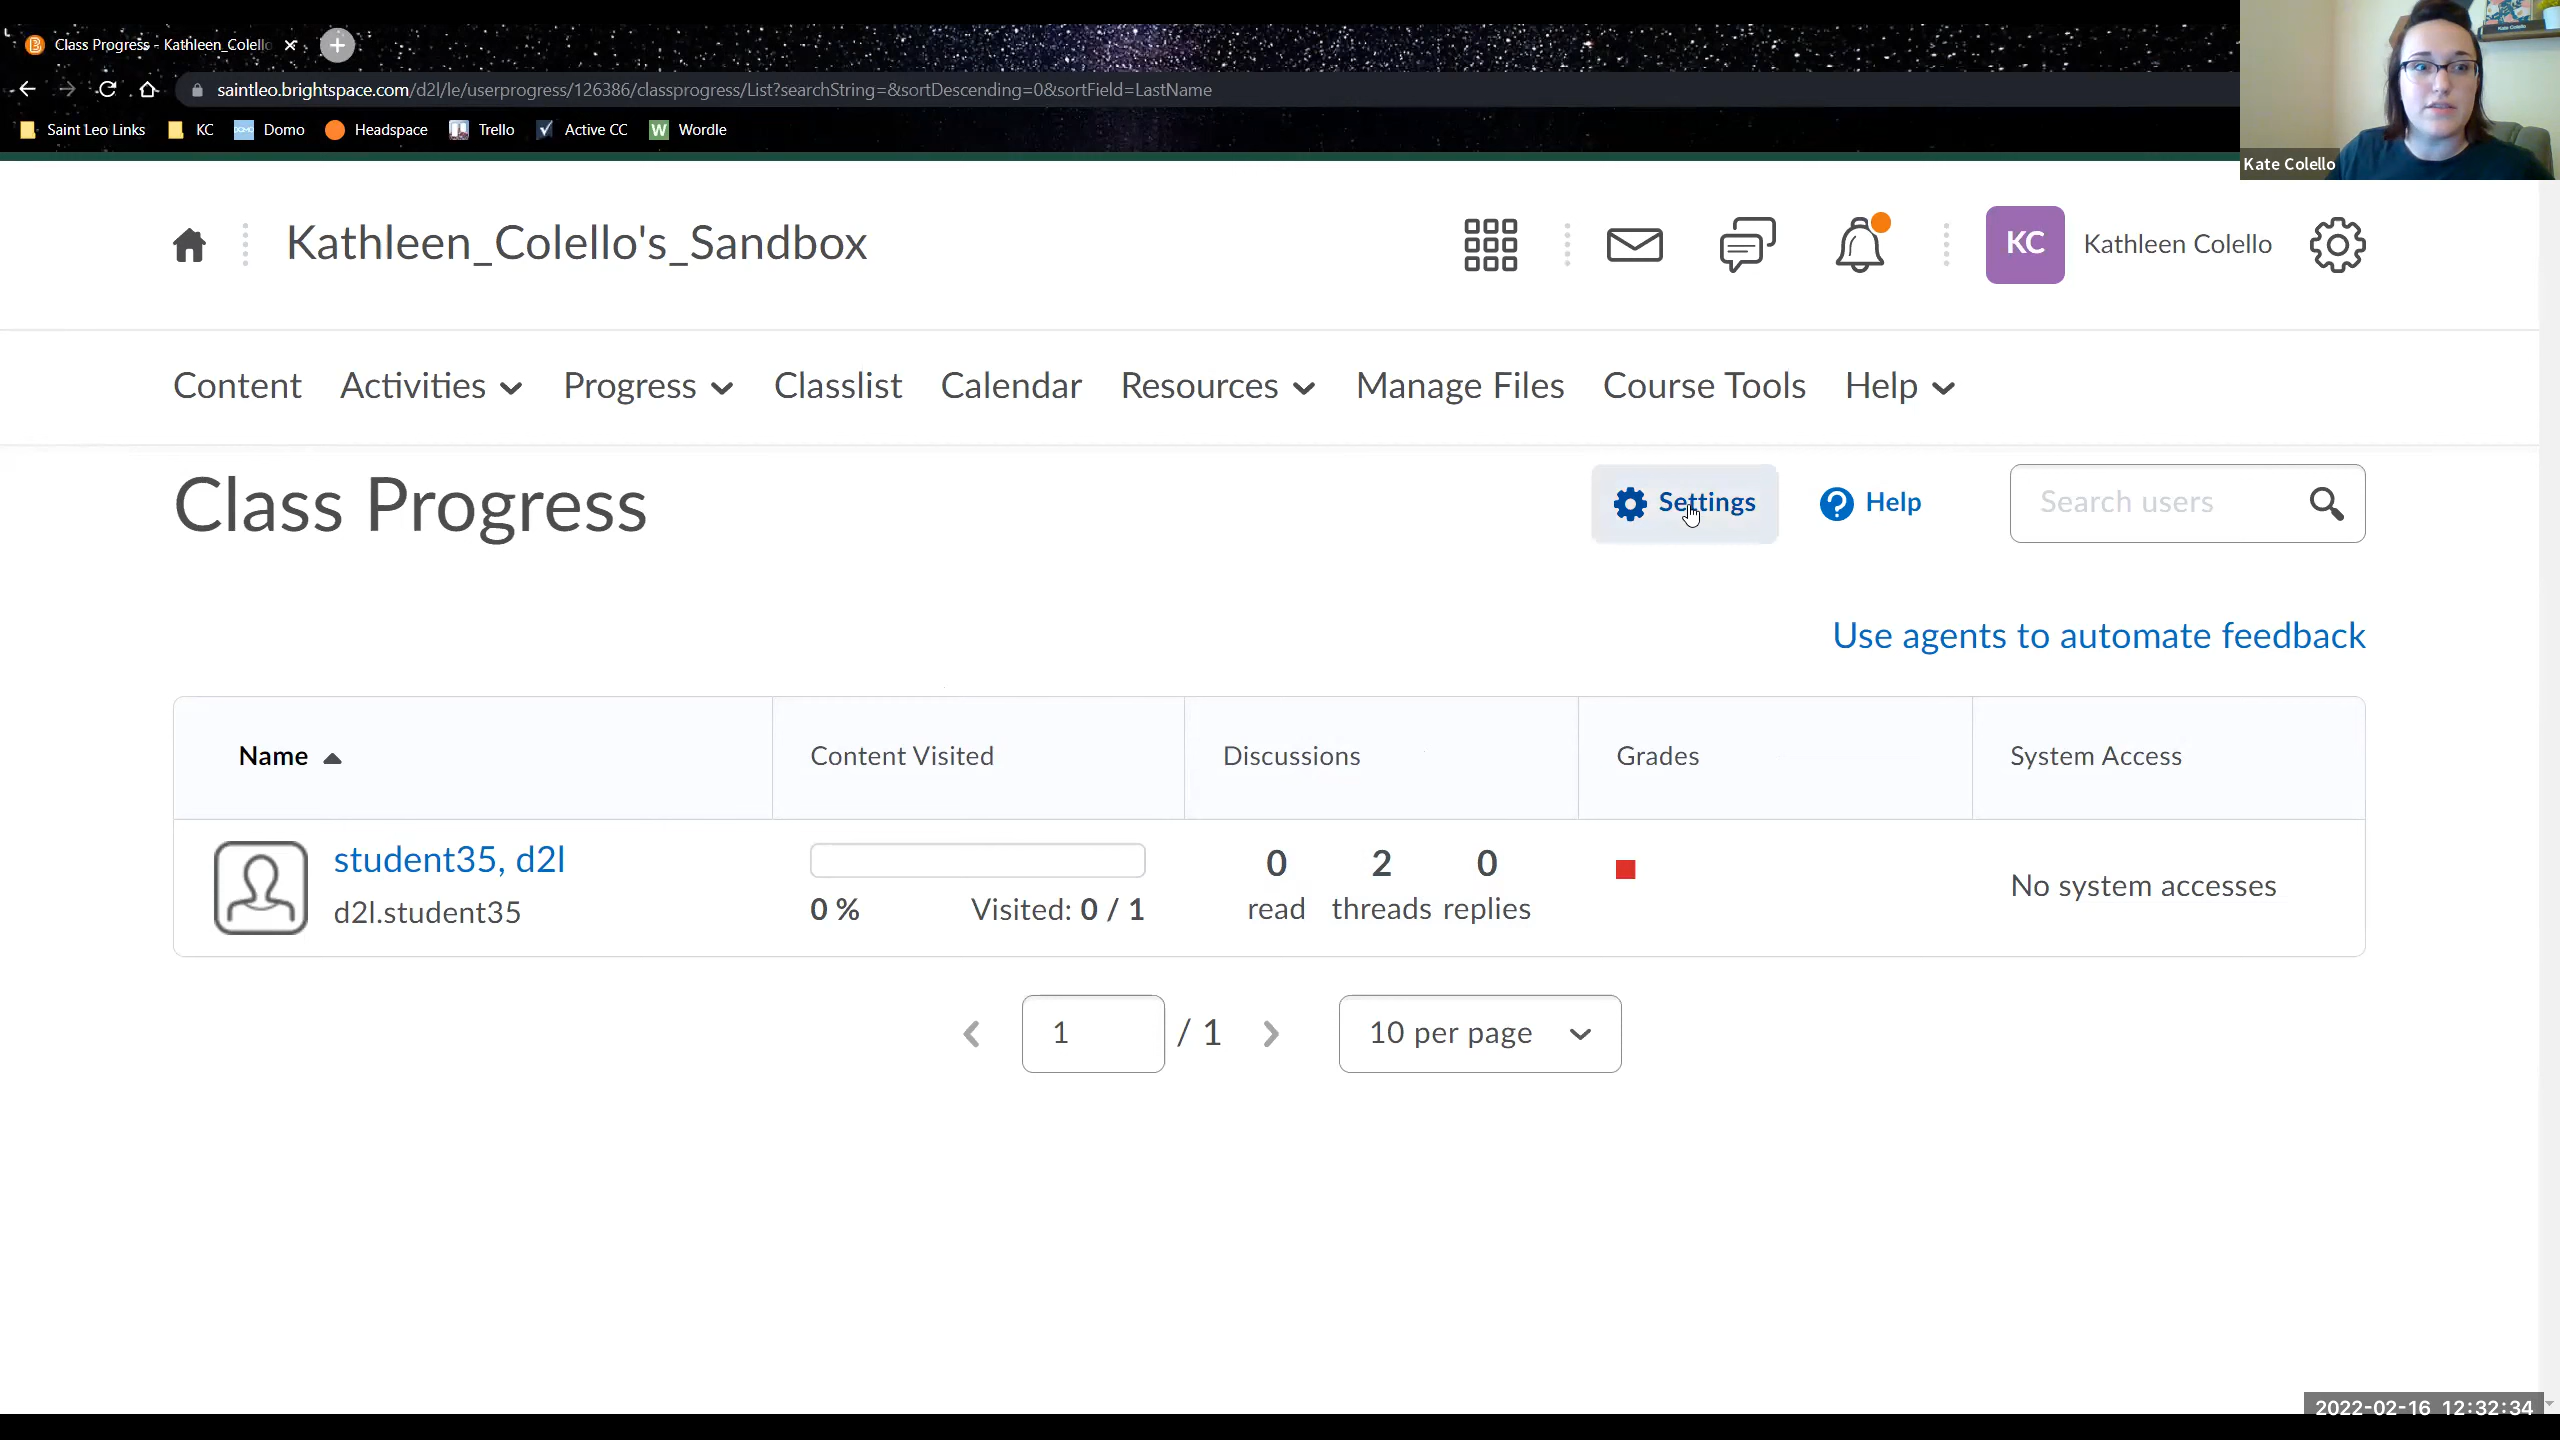 Class Progress - Kathleen_Colello
saintleo.brightspace.com/d2l/le/userprogress/126386/classprogress/List?searchString=&sortDescending=0&sortField=LastName
Saint Leo Links KC Domo Headspace Trello Active CC Wordle
Kate Colello
Kathleen_Colello's_Sandbox KC Kathleen Colello
Content Activities Progress Classlist Calendar Resources Manage Files Course Tools Help
Class Progress Settings Help Search users
Use agents to automate feedback
Name Content Visited Discussions Grades System Access
student35, d2l 0 2 0
d2l.student35 0 % Visited: 0 / 1 read threads replies No system accesses
1 / 1 10 per page
2022-02-16 12:32:34